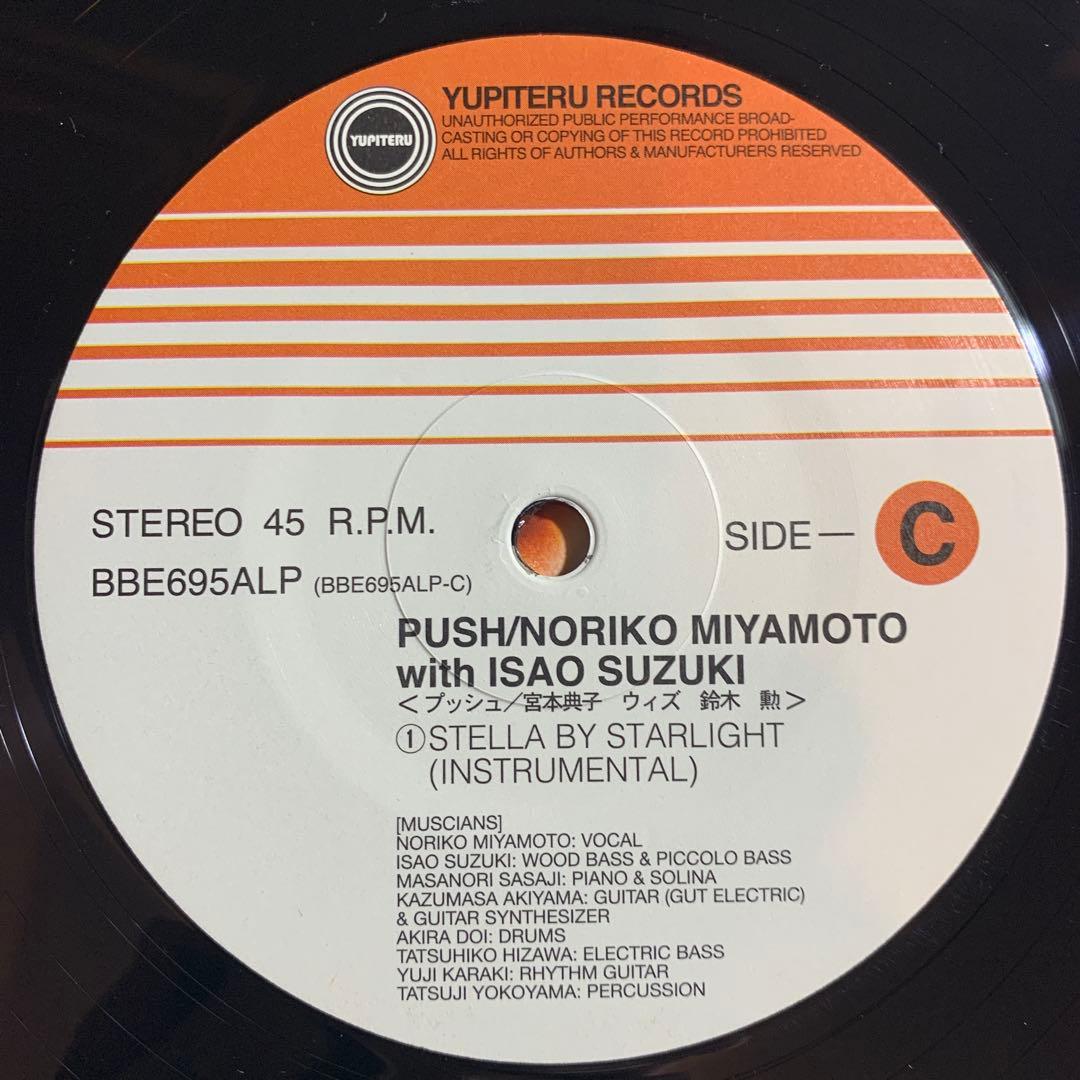 YUPITERU
YUPITERU RECORDS
UNAUTHORIZED PUBLIC PERFORMANCE BROAD-
CASTING OR COPYING OF THIS RECORD PROHIBITED
ALL RIGHTS OF AUTHORS & MANUFACTURERS RESERVED
STEREO 45 R.P.M.
SIDE — C
BBE695ALP (BBE695ALP-C)
PUSH/NORIKO MIYAMOTO
with ISAO SUZUKI
<プッシュ/宮本典子 ウィズ 鈴木 勲>
①STELLA BY STARLIGHT
(INSTRUMENTAL)
[MUSCIANS]
NORIKO MIYAMOTO: VOCAL
ISAO SUZUKI: WOOD BASS & PICCOLO BASS
MASANORI SASAJI: PIANO & SOLINA
KAZUMASA AKIYAMA: GUITAR (GUT ELECTRIC)
& GUITAR SYNTHESIZER
AKIRA DOI: DRUMS
TATSUHIKO HIZAWA: ELECTRIC BASS
YUJI KARAKI: RHYTHM GUITAR
TATSUJI YOKOYAMA: PERCUSSION